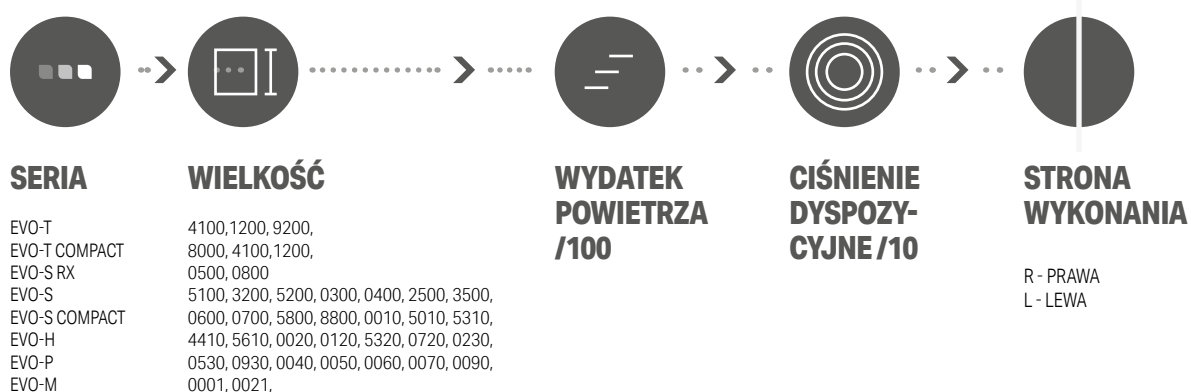 SERIA
EVO-T
EVO-T COMPACT
EVO-S RX
EVO-S
EVO-S COMPACT
EVO-H
EVO-P
EVO-M
WIELKOŚĆ
4100,1200, 9200,
8000, 4100,1200,
0500, 0800
5100, 3200, 5200, 0300, 0400, 2500, 3500,
0600, 0700, 5800, 8800, 0010, 5010, 5310,
4410, 5610, 0020, 0120, 5320, 0720, 0230,
0530, 0930, 0040, 0050, 0060, 0070, 0090,
0001, 0021,
WYDATEK
POWIETRZA
/100
CIŚNIENIE
DYSPOZY-
CYJNE /10
STRONA
WYKONANIA
R - PRAWA
L - LEWA